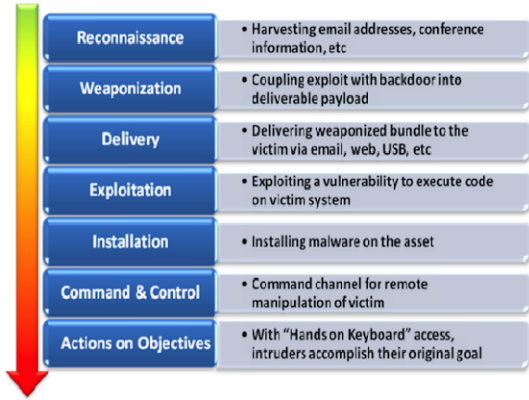 Reconnaissance
• Harvesting email addresses, conference
information, etc
Weaponization
• Coupling exploit with backdoor into
deliverable payload
Delivery
• Delivering weaponized bundle to the
victim via email, web, USB, etc
Exploitation
• Exploiting a vulnerability to execute code
on victim system
Installation
• Installing malware on the asset
Command & Control
• Command channel for remote
manipulation of victim
Actions on Objectives
• With “Hands on Keyboard” access,
intruders accomplish their original goal